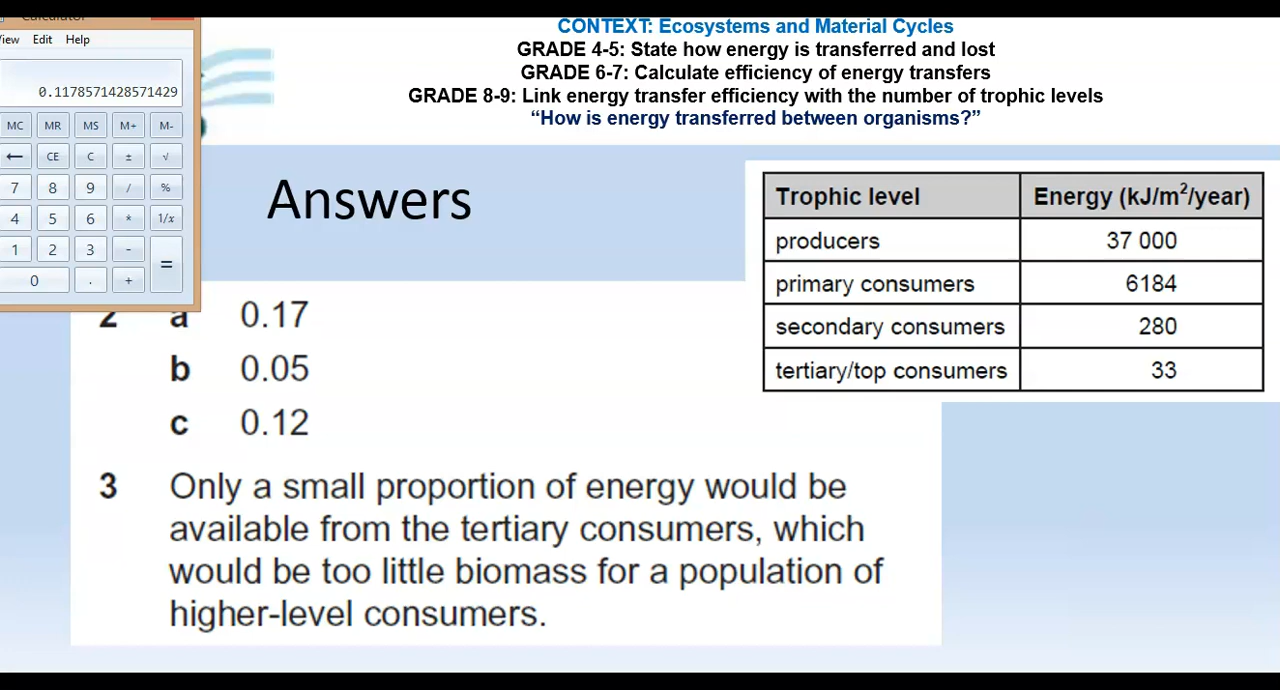 Calculator
View Edit Help
0.1178571428571429
MC MR MS M+ M-
← CE C ± √
7 8 9 / %
4 5 6 * 1/x
1 2 3 - =
0 . +
CONTEXT: Ecosystems and Material Cycles
GRADE 4-5: State how energy is transferred and lost
GRADE 6-7: Calculate efficiency of energy transfers
GRADE 8-9: Link energy transfer efficiency with the number of trophic levels
“How is energy transferred between organisms?”
Answers
Trophic level Energy (kJ/m²/year)
producers 37 000
primary consumers 6184
secondary consumers 280
tertiary/top consumers 33
2 a 0.17
b 0.05
c 0.12
3 Only a small proportion of energy would be
available from the tertiary consumers, which
would be too little biomass for a population of
higher-level consumers.